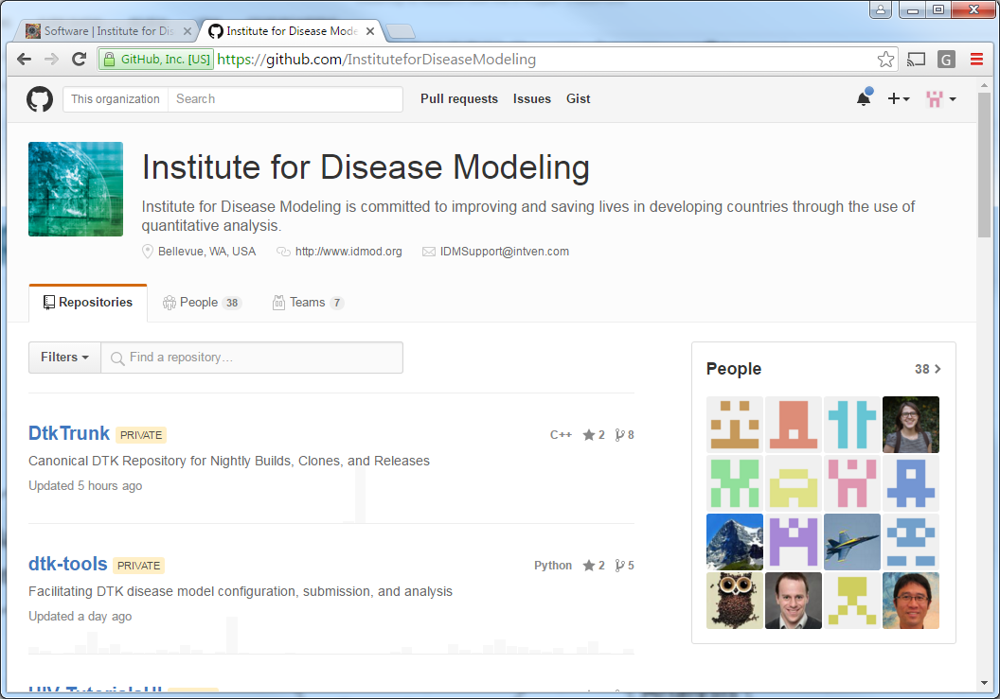 Software | Institute for Dis
Institute for Disease Mode
GitHub, Inc. [US] https://github.com/InstituteforDiseaseModeling
G
This organization Search Pull requests Issues Gist
Institute for Disease Modeling
Institute for Disease Modeling is committed to improving and saving lives in developing countries through the use of
quantitative analysis.
Bellevue, WA, USA http://www.idmod.org IDMSupport@intven.com
Repositories People 38 Teams 7
Filters Find a repository…
People 38
DtkTrunk PRIVATE C++ 2 8
Canonical DTK Repository for Nightly Builds, Clones, and Releases
Updated 5 hours ago
dtk-tools PRIVATE Python 2 5
Facilitating DTK disease model configuration, submission, and analysis
Updated a day ago